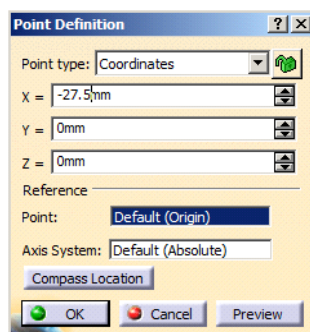 Point Definition ? X
Point type: Coordinates
X = -27.5mm
Y = 0mm
Z = 0mm
Reference
Point: Default (Origin)
Axis System: Default (Absolute)
Compass Location
OK Cancel Preview